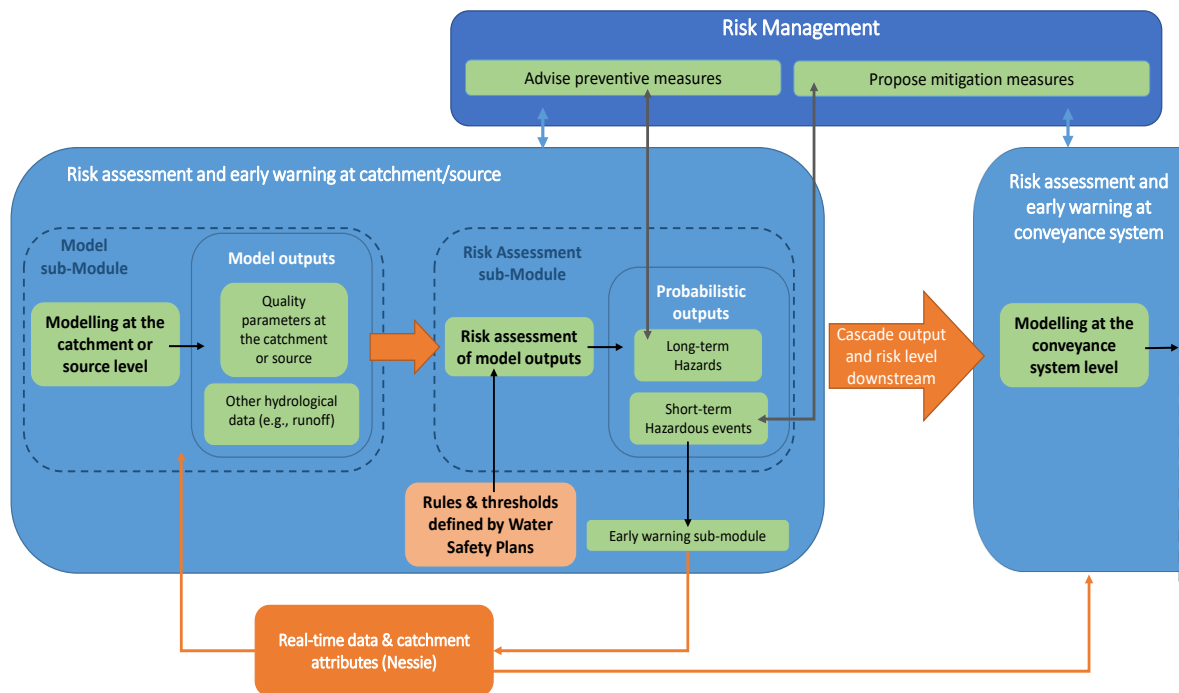 Risk Management
Advise preventive measures
Propose mitigation measures
Risk assessment and early warning at catchment/source
Model
sub-Module
Model outputs
Modelling at the
catchment or
source level
Quality
parameters at
the catchment
or source
Other hydrological
data (e.g., runoff)
Risk Assessment
sub-Module
Risk assessment
of model outputs
Probabilistic
outputs
Long-term
Hazards
Short-term
Hazardous events
Rules & thresholds
defined by Water
Safety Plans
Early warning sub-module
Cascade output
and risk level
downstream
Risk assessment and
early warning at
conveyance system
Modelling at the
conveyance
system level
Real-time data & catchment
attributes (Nessie)